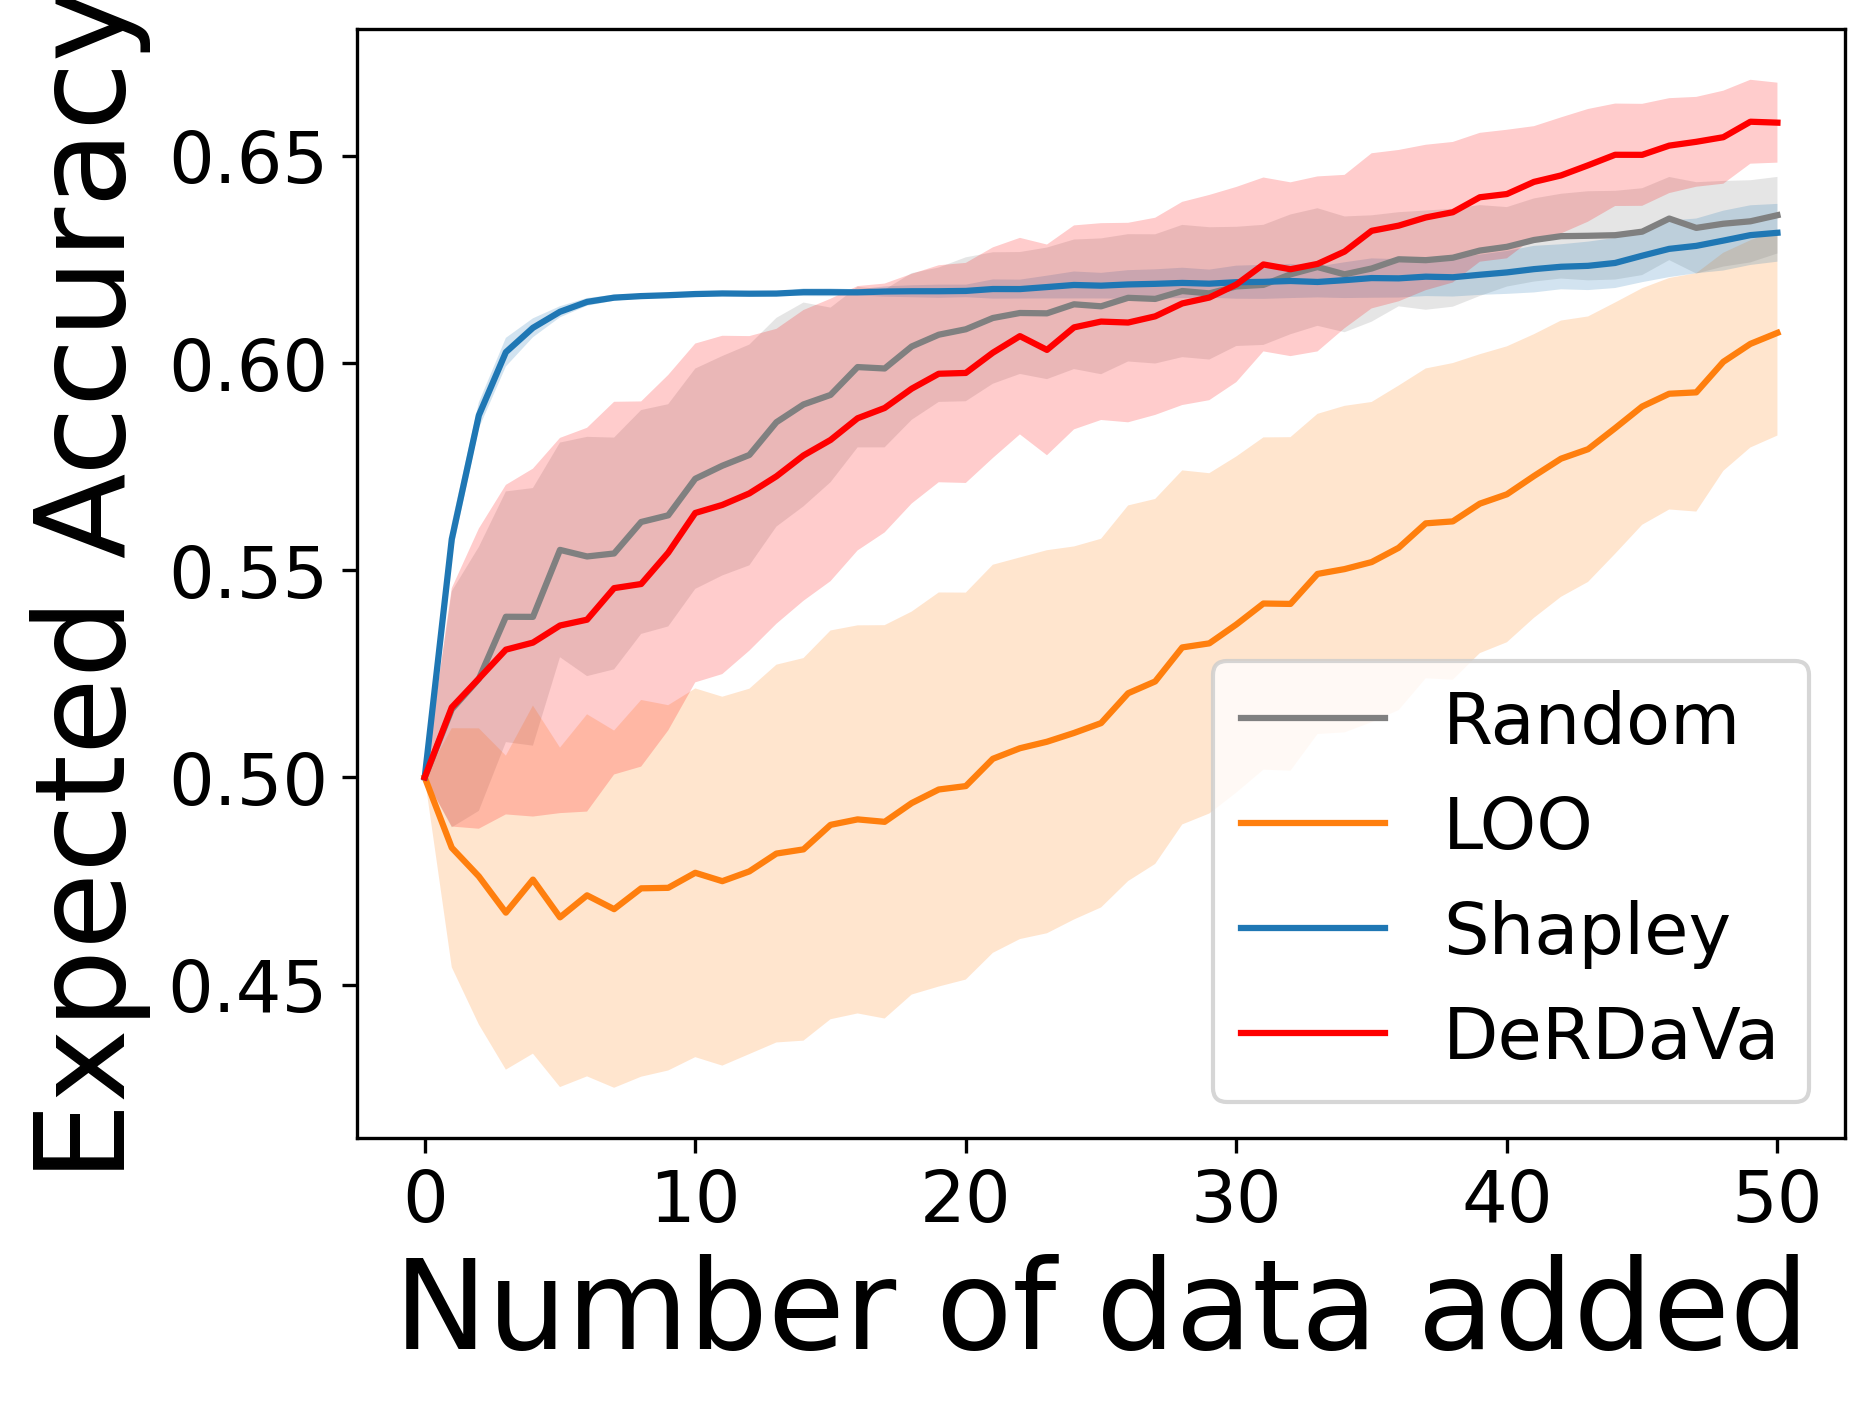 Expected Accuracy
0.65
0.60
0.55
0.50
0.45
Random
LOO
Shapley
DeRDaVa
0 10 20 30 40 50
Number of data added